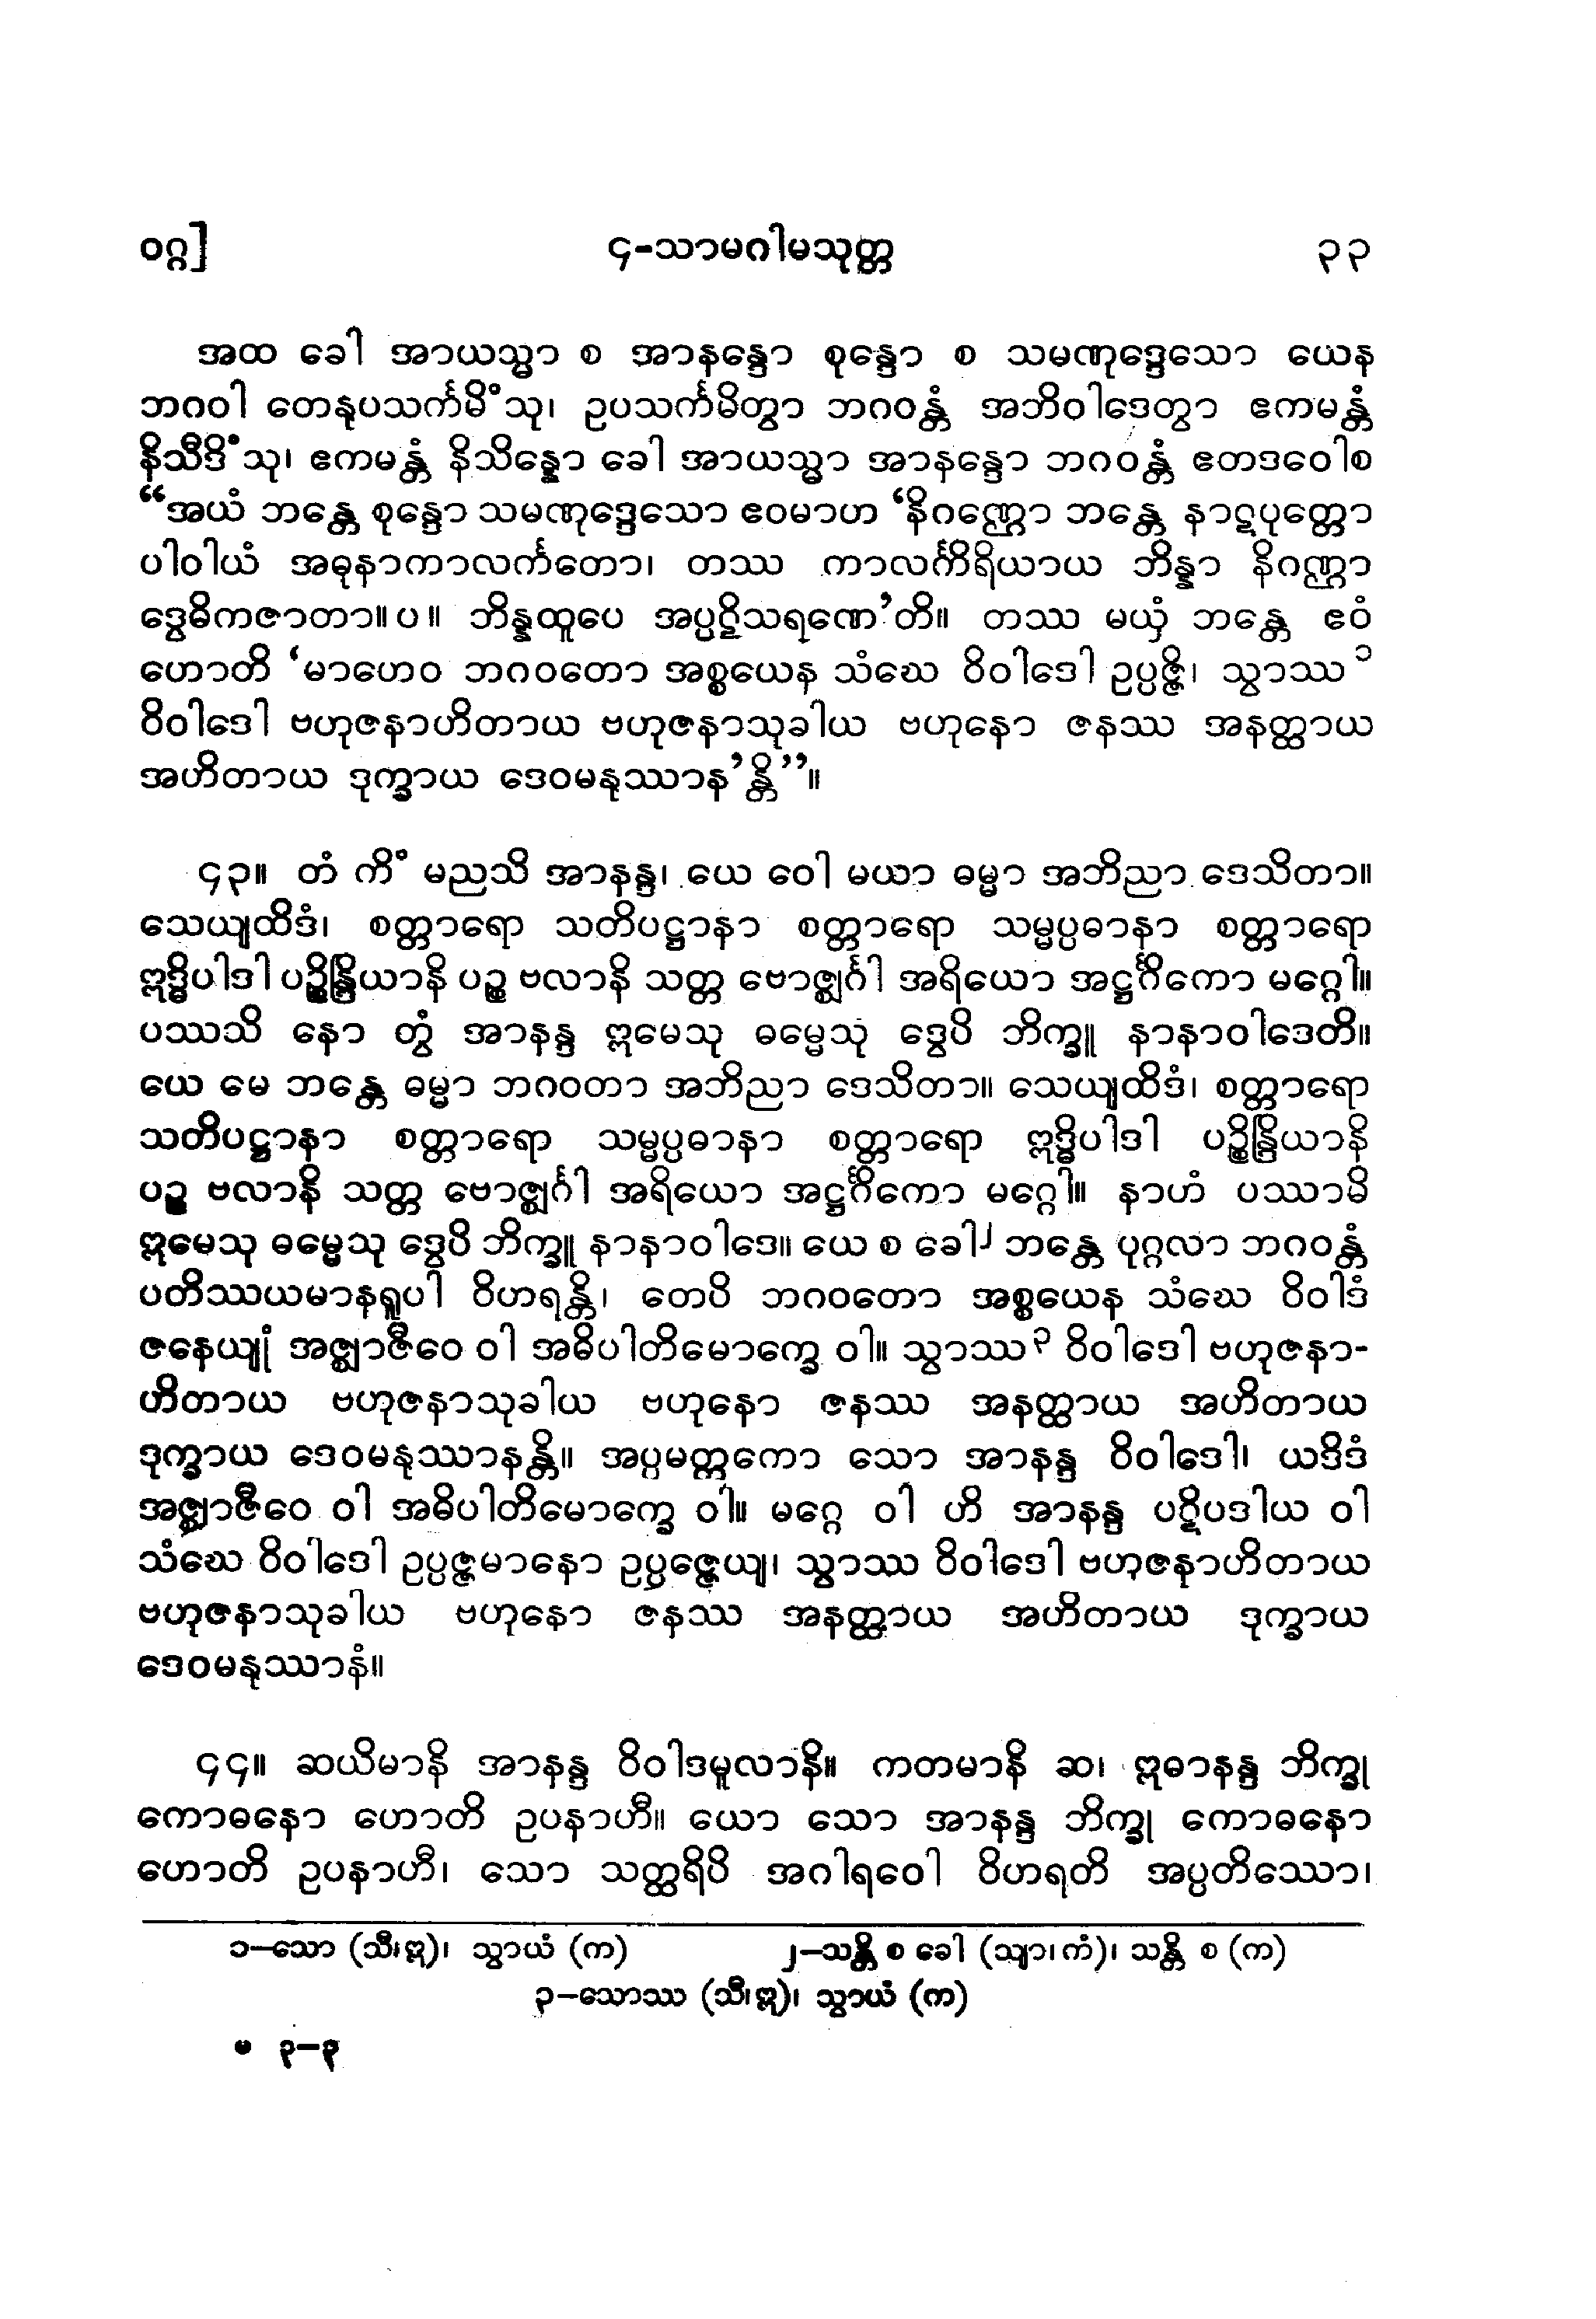 ဝဂ္ဂ] ၄-သာမဂါမသုတ္တ ၃၃
အထ ခေါ အာယသ္မာ စ အာနန္ဒော စုန္ဒော စ သမဏုဒ္ဒေသော ယေန
ဘဂဝါ တေနုပသင်္ကမိံသု၊ ဥပသင်္ကမိတွာ ဘဂဝန္တံ အဘိဝါဒေတွာ ဧကမန္တံ
နိသီဒိံသု၊ ဧကမန္တံ နိသိန္နော ခေါ အာယသ္မာ အာနန္ဒော ဘဂဝန္တံ ဧတဒဝေါစ
“အယံ ဘန္တေ စုန္ဒော သမဏုဒ္ဒေသော ဧဝမာဟ ‘နိဂဏ္ဌော ဘန္တေ နာဋပုတ္တော
ပါဝါယံ အဓုနာကာလင်္ကတော၊ တဿ ကာလင်္ကိရိယာယ ဘိန္နာ နိဂဏ္ဌာ
ဒွေဓိကဇာတာ။ပ။ ဘိန္နထူပေ အပ္ပဋိသရဏေ’တိ။ တဿ မယှံ ဘန္တေ ဧဝံ
ဟောတိ ‘မာဟေဝ ဘဂဝတော အစ္စယေန သံဃေ ဝိဝါဒေါ ဥပ္ပဇ္ဇိ၊ သွာဿ ၁
ဝိဝါဒေါ ဗဟုဇနာဟိတာယ ဗဟုဇနာသုခါယ ဗဟုနော ဇနဿ အနတ္ထာယ
အဟိတာယ ဒုက္ခာယ ဒေဝမနုဿာန’န္တိ”။
၄၃။ တံ ကိံ မညသိ အာနန္ဒ၊ ယေ ဝေါ မယာ ဓမ္မာ အဘိညာ ဒေသိတာ။
သေယျထိဒံ၊ စတ္တာရော သတိပဋ္ဌာနာ စတ္တာရော သမ္မပ္ပဓာနာ စတ္တာရော
ဣဒ္ဓိပါဒါ ပဉ္စိန္ဒြိယာနိ ပဉ္စ ဗလာနိ သတ္တ ဗောဇ္ဈင်္ဂါ အရိယော အဋ္ဌင်္ဂိကော မဂ္ဂေါ။
ပဿသိ နော တွံ အာနန္ဒ ဣမေသု ဓမ္မေသု ဒွေပိ ဘိက္ခူ နာနာဝါဒေတိ။
ယေ မေ ဘန္တေ ဓမ္မာ ဘဂဝတာ အဘိညာ ဒေသိတာ။ သေယျထိဒံ၊ စတ္တာရော
သတိပဋ္ဌာနာ စတ္တာရော သမ္မပ္ပဓာနာ စတ္တာရော ဣဒ္ဓိပါဒါ ပဉ္စိန္ဒြိယာနိ
ပဉ္စ ဗလာနိ သတ္တ ဗောဇ္ဈင်္ဂါ အရိယော အဋ္ဌင်္ဂိကော မဂ္ဂေါ။ နာဟံ ပဿာမိ
ဣမေသု ဓမ္မေသု ဒွေပိ ဘိက္ခူ နာနာဝါဒေ။ ယေ စ ခေါ၂ ဘန္တေ ပုဂ္ဂလာ ဘဂဝန္တံ
ပတိဿယမာနရူပါ ဝိဟရန္တိ၊ တေပိ ဘဂဝတော အစ္စယေန သံဃေ ဝိဝါဒံ
ဇနေယျုံ အဇ္ဈာဇီဝေ ဝါ အဓိပါတိမောက္ခေ ဝါ။ သွာဿ၃ ဝိဝါဒေါ ဗဟုဇနာ-
ဟိတာယ ဗဟုဇနာသုခါယ ဗဟုနော ဇနဿ အနတ္ထာယ အဟိတာယ
ဒုက္ခာယ ဒေဝမနုဿာနန္တိ။ အပ္ပမတ္တကော သော အာနန္ဒ ဝိဝါဒေါ၊ ယဒိဒံ
အဇ္ဈာဇီဝေ ဝါ အဓိပါတိမောက္ခေ ဝါ။ မဂ္ဂေ ဝါ ဟိ အာနန္ဒ ပဋိပဒါယ ဝါ
သံဃေ ဝိဝါဒေါ ဥပ္ပဇ္ဇမာနော ဥပ္ပဇ္ဇေယျ၊ သွာဿ ဝိဝါဒေါ ဗဟုဇနာဟိတာယ
ဗဟုဇနာသုခါယ ဗဟုနော ဇနဿ အနတ္ထာယ အဟိတာယ ဒုက္ခာယ
ဒေဝမနုဿာနံ။
၄၄။ ဆယိမာနိ အာနန္ဒ ဝိဝါဒမူလာနိ။ ကတမာနိ ဆ၊ ဣဓာနန္ဒ ဘိက္ခု
ကောဓနော ဟောတိ ဥပနာဟီ။ ယော သော အာနန္ဒ ဘိက္ခု ကောဓနော
ဟောတိ ဥပနာဟီ၊ သော သတ္ထရိပိ အဂါရဝေါ ဝိဟရတိ အပ္ပတိဿော၊
၁–သော (သီ၊ဣ)၊ သွာယံ (က) ၂–သန္တိ စ ခေါ (သျာ၊ကံ)၊ သန္တိ စ (က)
၃–သောဿ (သီ၊ဣ)၊ သွာယံ (က)
မ ၃–၃